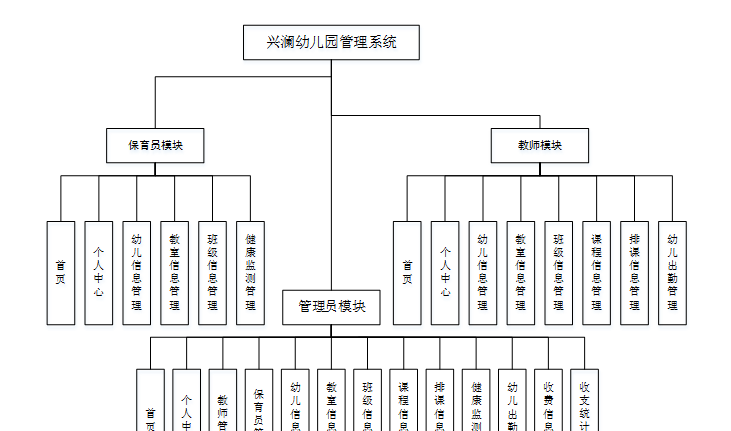 兴澜幼儿园管理系统
保育员模块
教师模块
首页
个人中心
幼儿信息管理
教室信息管理
班级信息管理
健康监测管理
首页
个人中心
幼儿信息管理
教室信息管理
班级信息管理
课程信息管理
排课信息管理
幼儿出勤管理
管理员模块
首页
个人中
教师管
保育员管
幼儿信息
教室信息
班级信息
课程信息
排课信息
健康监测
幼儿出勤
收费信息
收支统计